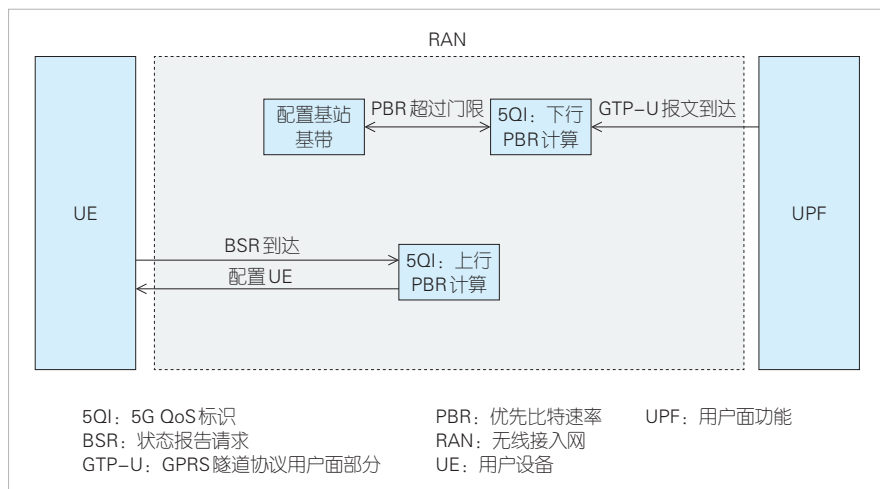 RAN
配置基站
基带
PBR超过门限
5QI：下行
PBR计算
GTP-U报文到达
UE
UPF
BSR到达
配置UE
5QI：上行
PBR计算
5QI：5G QoS标识
PBR：优先比特速率
UPF：用户面功能
BSR：状态报告请求
RAN：无线接入网
GTP-U：GPRS隧道协议用户面部分
UE：用户设备